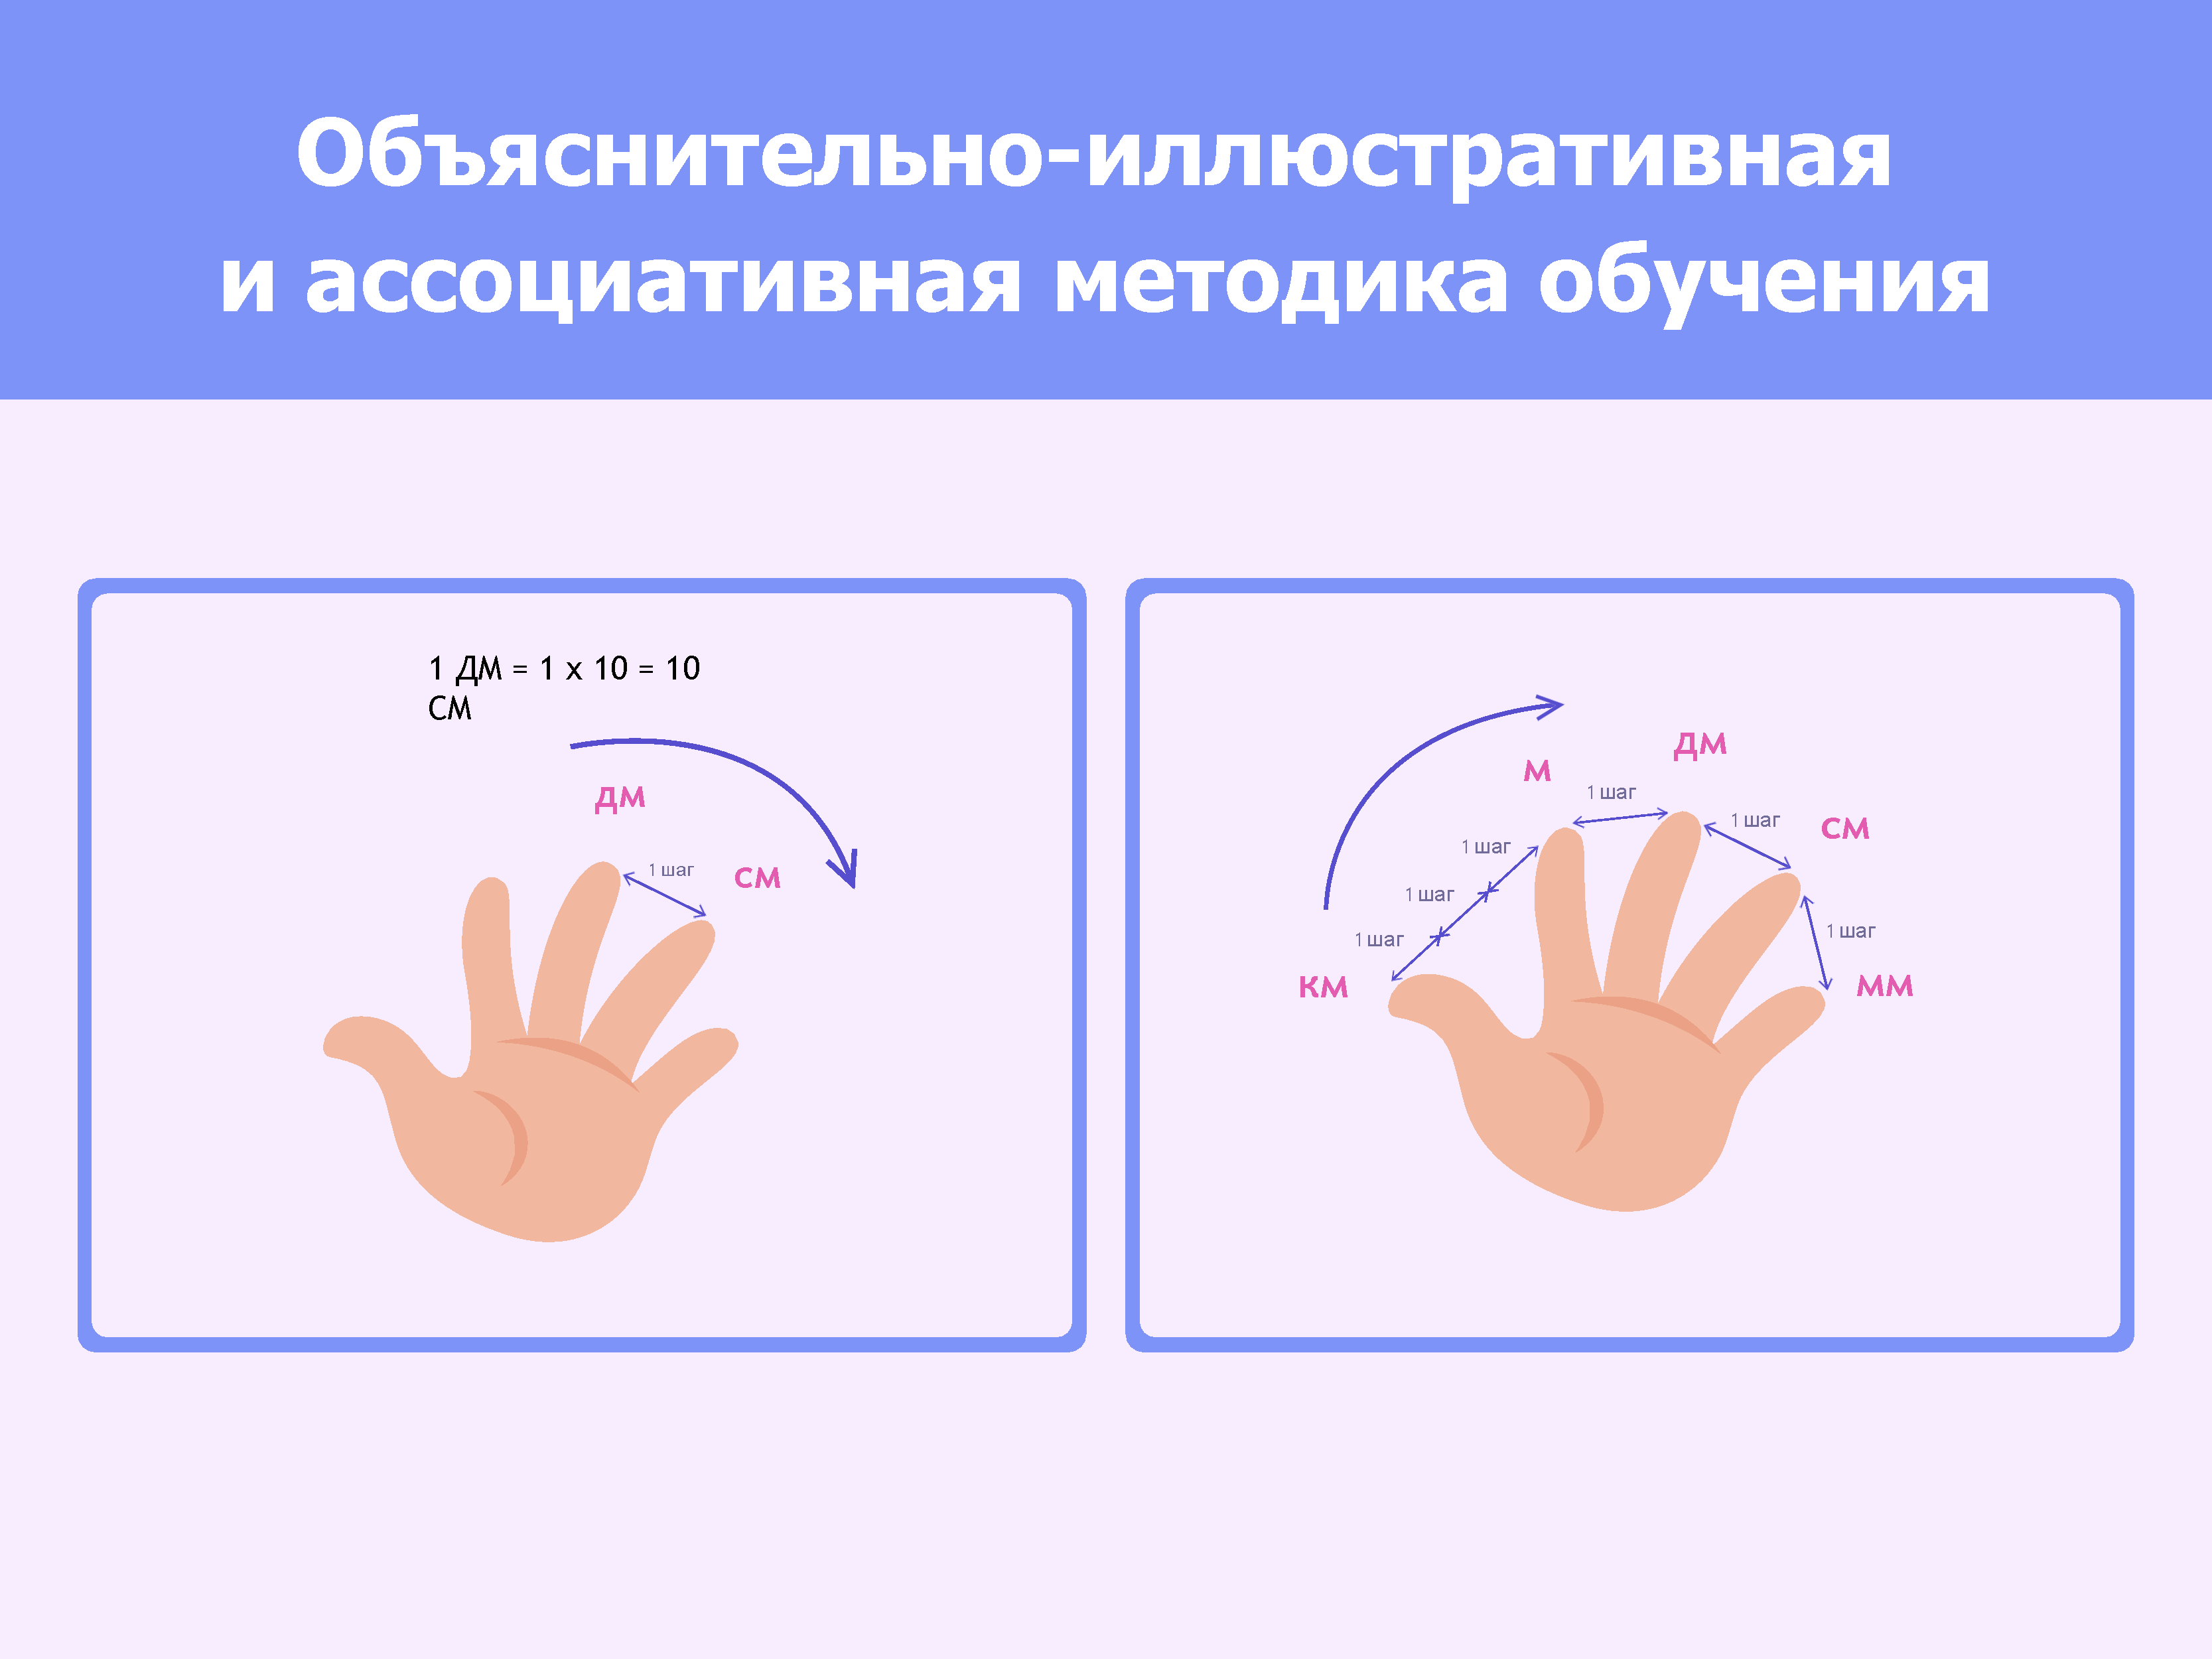 Объяснительно-иллюстративная
и ассоциативная методика обучения
1 ДМ = 1 x 10 = 10
СМ
ДМ
1 шаг
СМ
М
ДМ
1 шаг
1 шаг
СМ
1 шаг
1 шаг
1 шаг
1 шаг
КМ
ММ